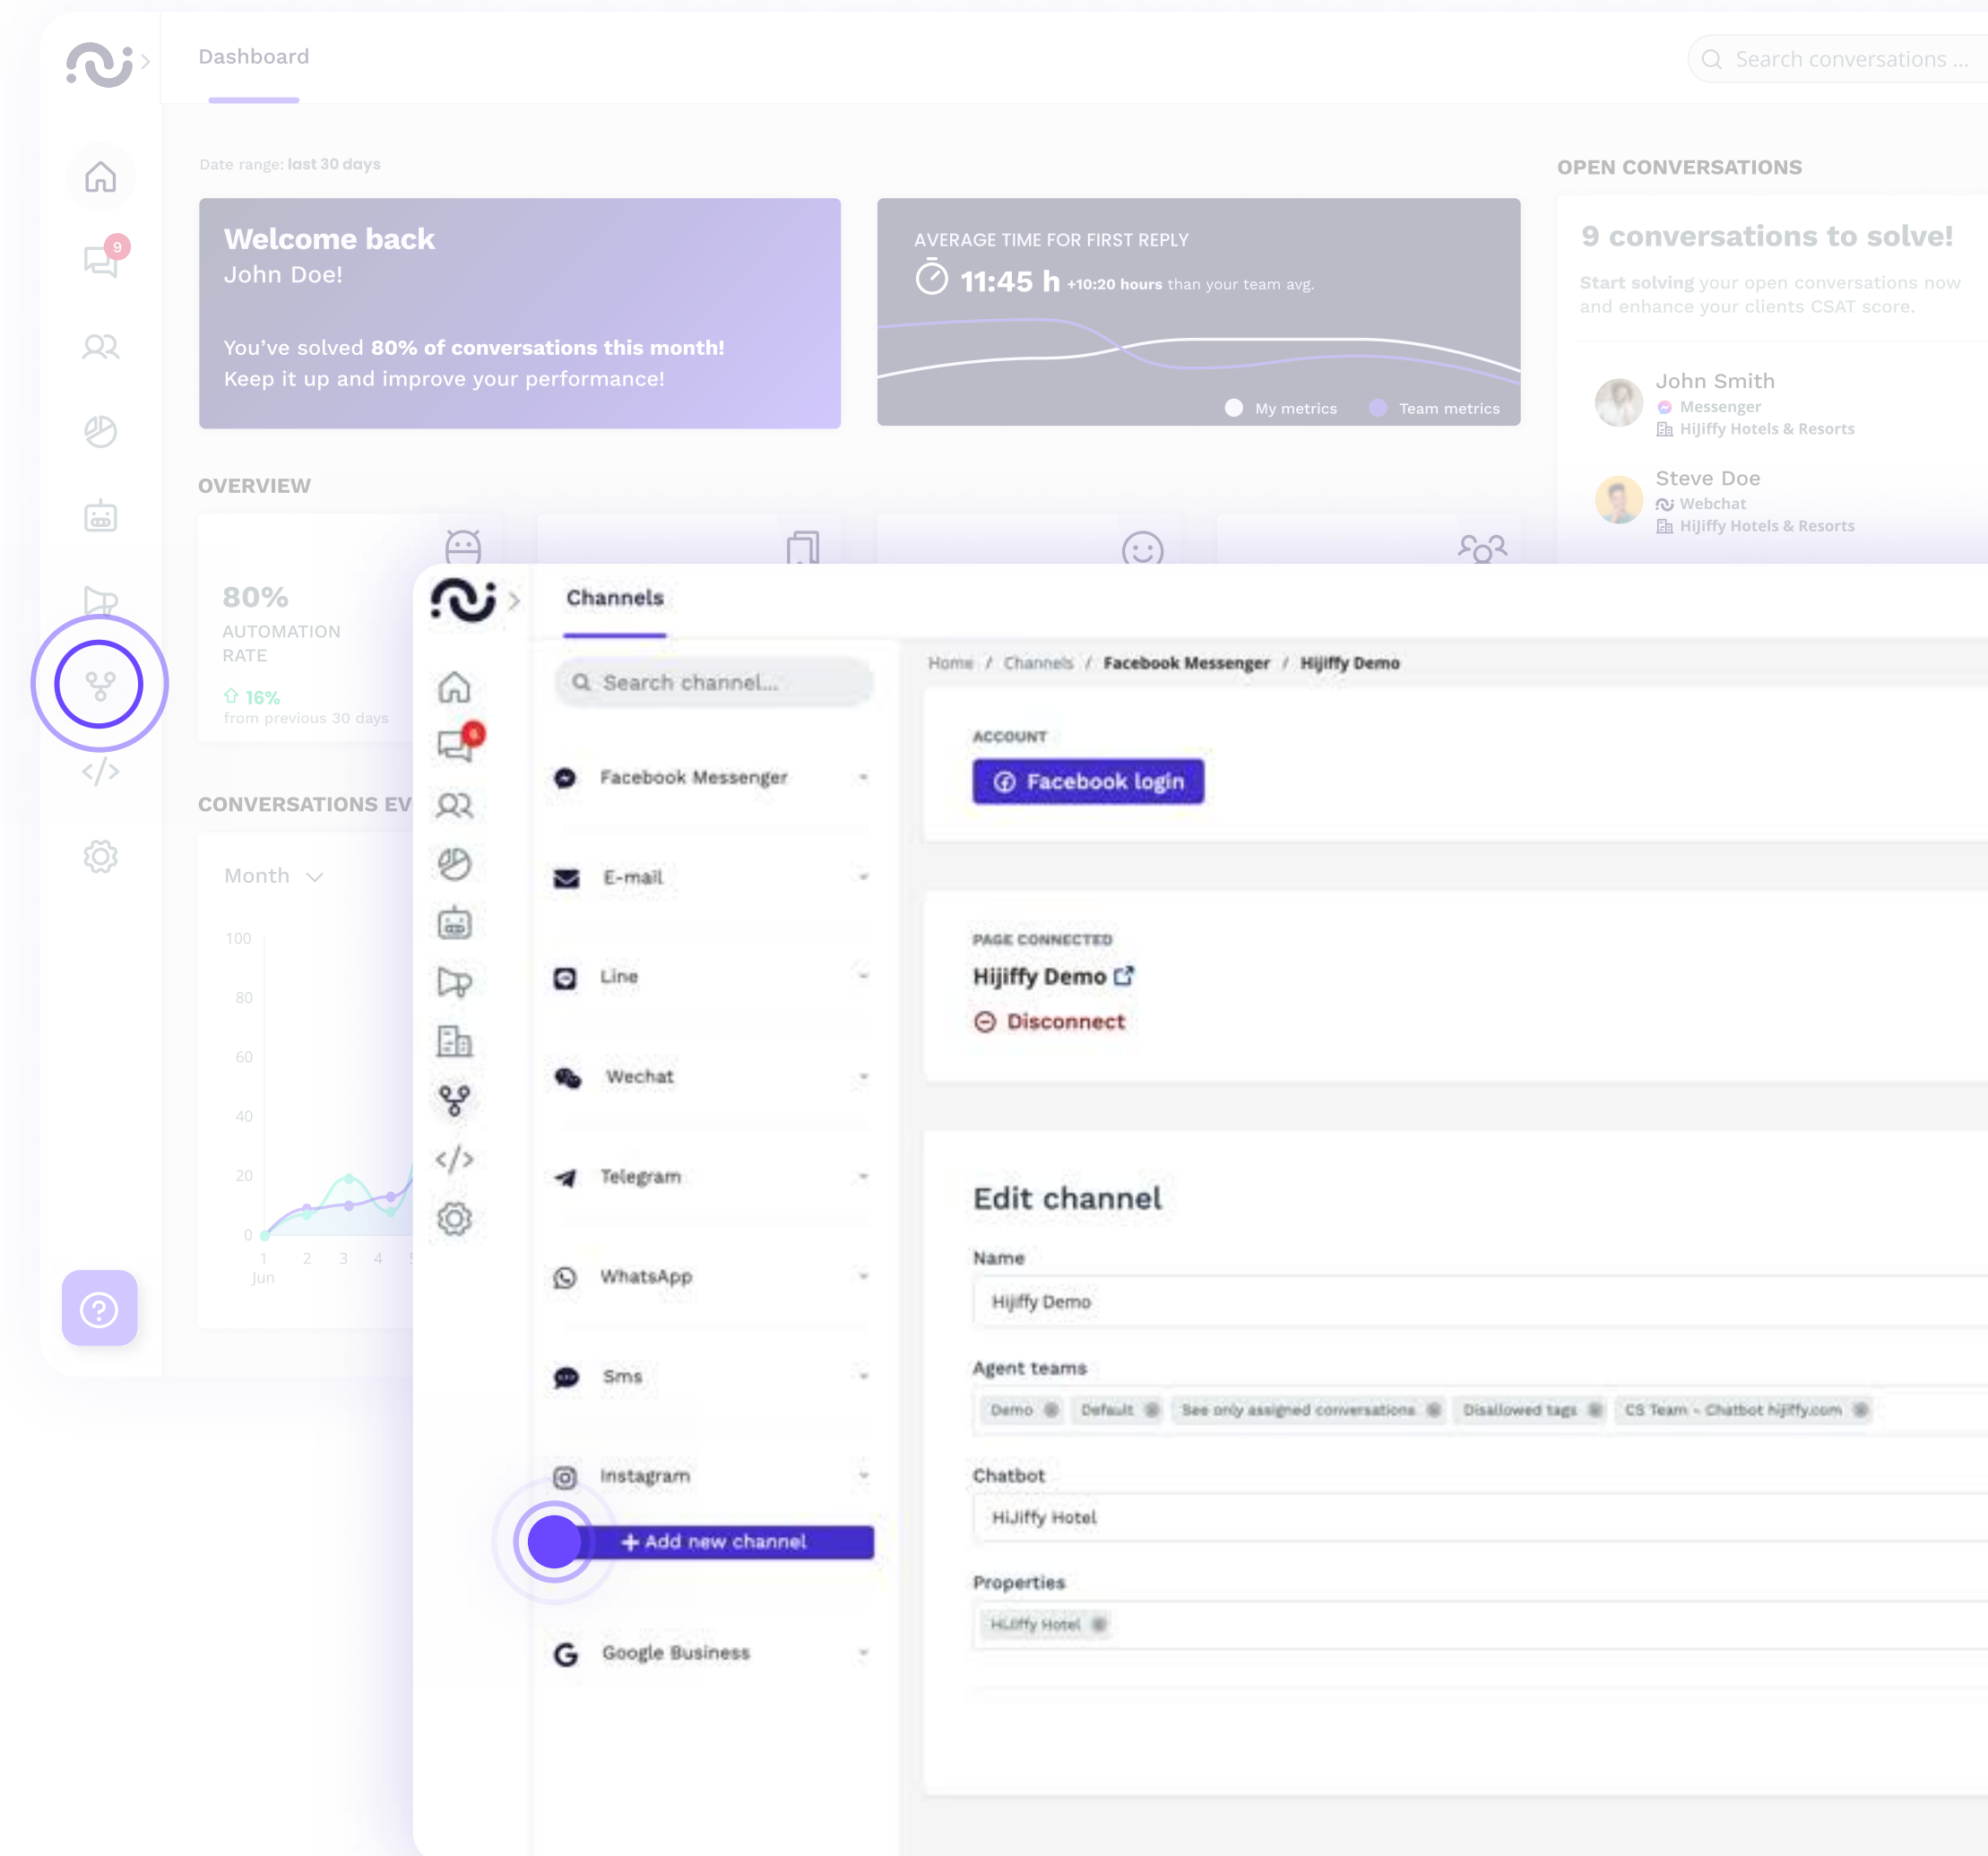 Dashboard
Search conversations ...
Date range: last 30 days
Welcome back
John Doe!
You've solved 80% of conversations this month!
Keep it up and improve your performance!
AVERAGE TIME FOR FIRST REPLY
11:45 h +10:20 hours than your team avg.
My metrics
Team metrics
OPEN CONVERSATIONS
9 conversations to solve!
Start solving your open conversations now
and enhance your clients CSAT score.
John Smith
Messenger
HiJiffy Hotels & Resorts
Steve Doe
Webchat
HiJiffy Hotels & Resorts
9
OVERVIEW
80%
AUTOMATION
RATE
16%
from previous 30 days
CONVERSATIONS EV
Month
100
80
60
40
20
0
1 2 3 4
Jun
Channels
Search channel...
Facebook Messenger
E-mail
Line
Wechat
Telegram
WhatsApp
Sms
Instagram
+ Add new channel
Google Business
Home / Channels / Facebook Messenger / Hijiffy Demo
ACCOUNT
Facebook login
PAGE CONNECTED
Hijiffy Demo
Disconnect
Edit channel
Name
Hijiffy Demo
Agent teams
Demo
Default
See only assigned conversations
Disallowed tags
CS Team - Chatbot hijiffy.com
Chatbot
HiJiffy Hotel
Properties
HiJiffy Hotel